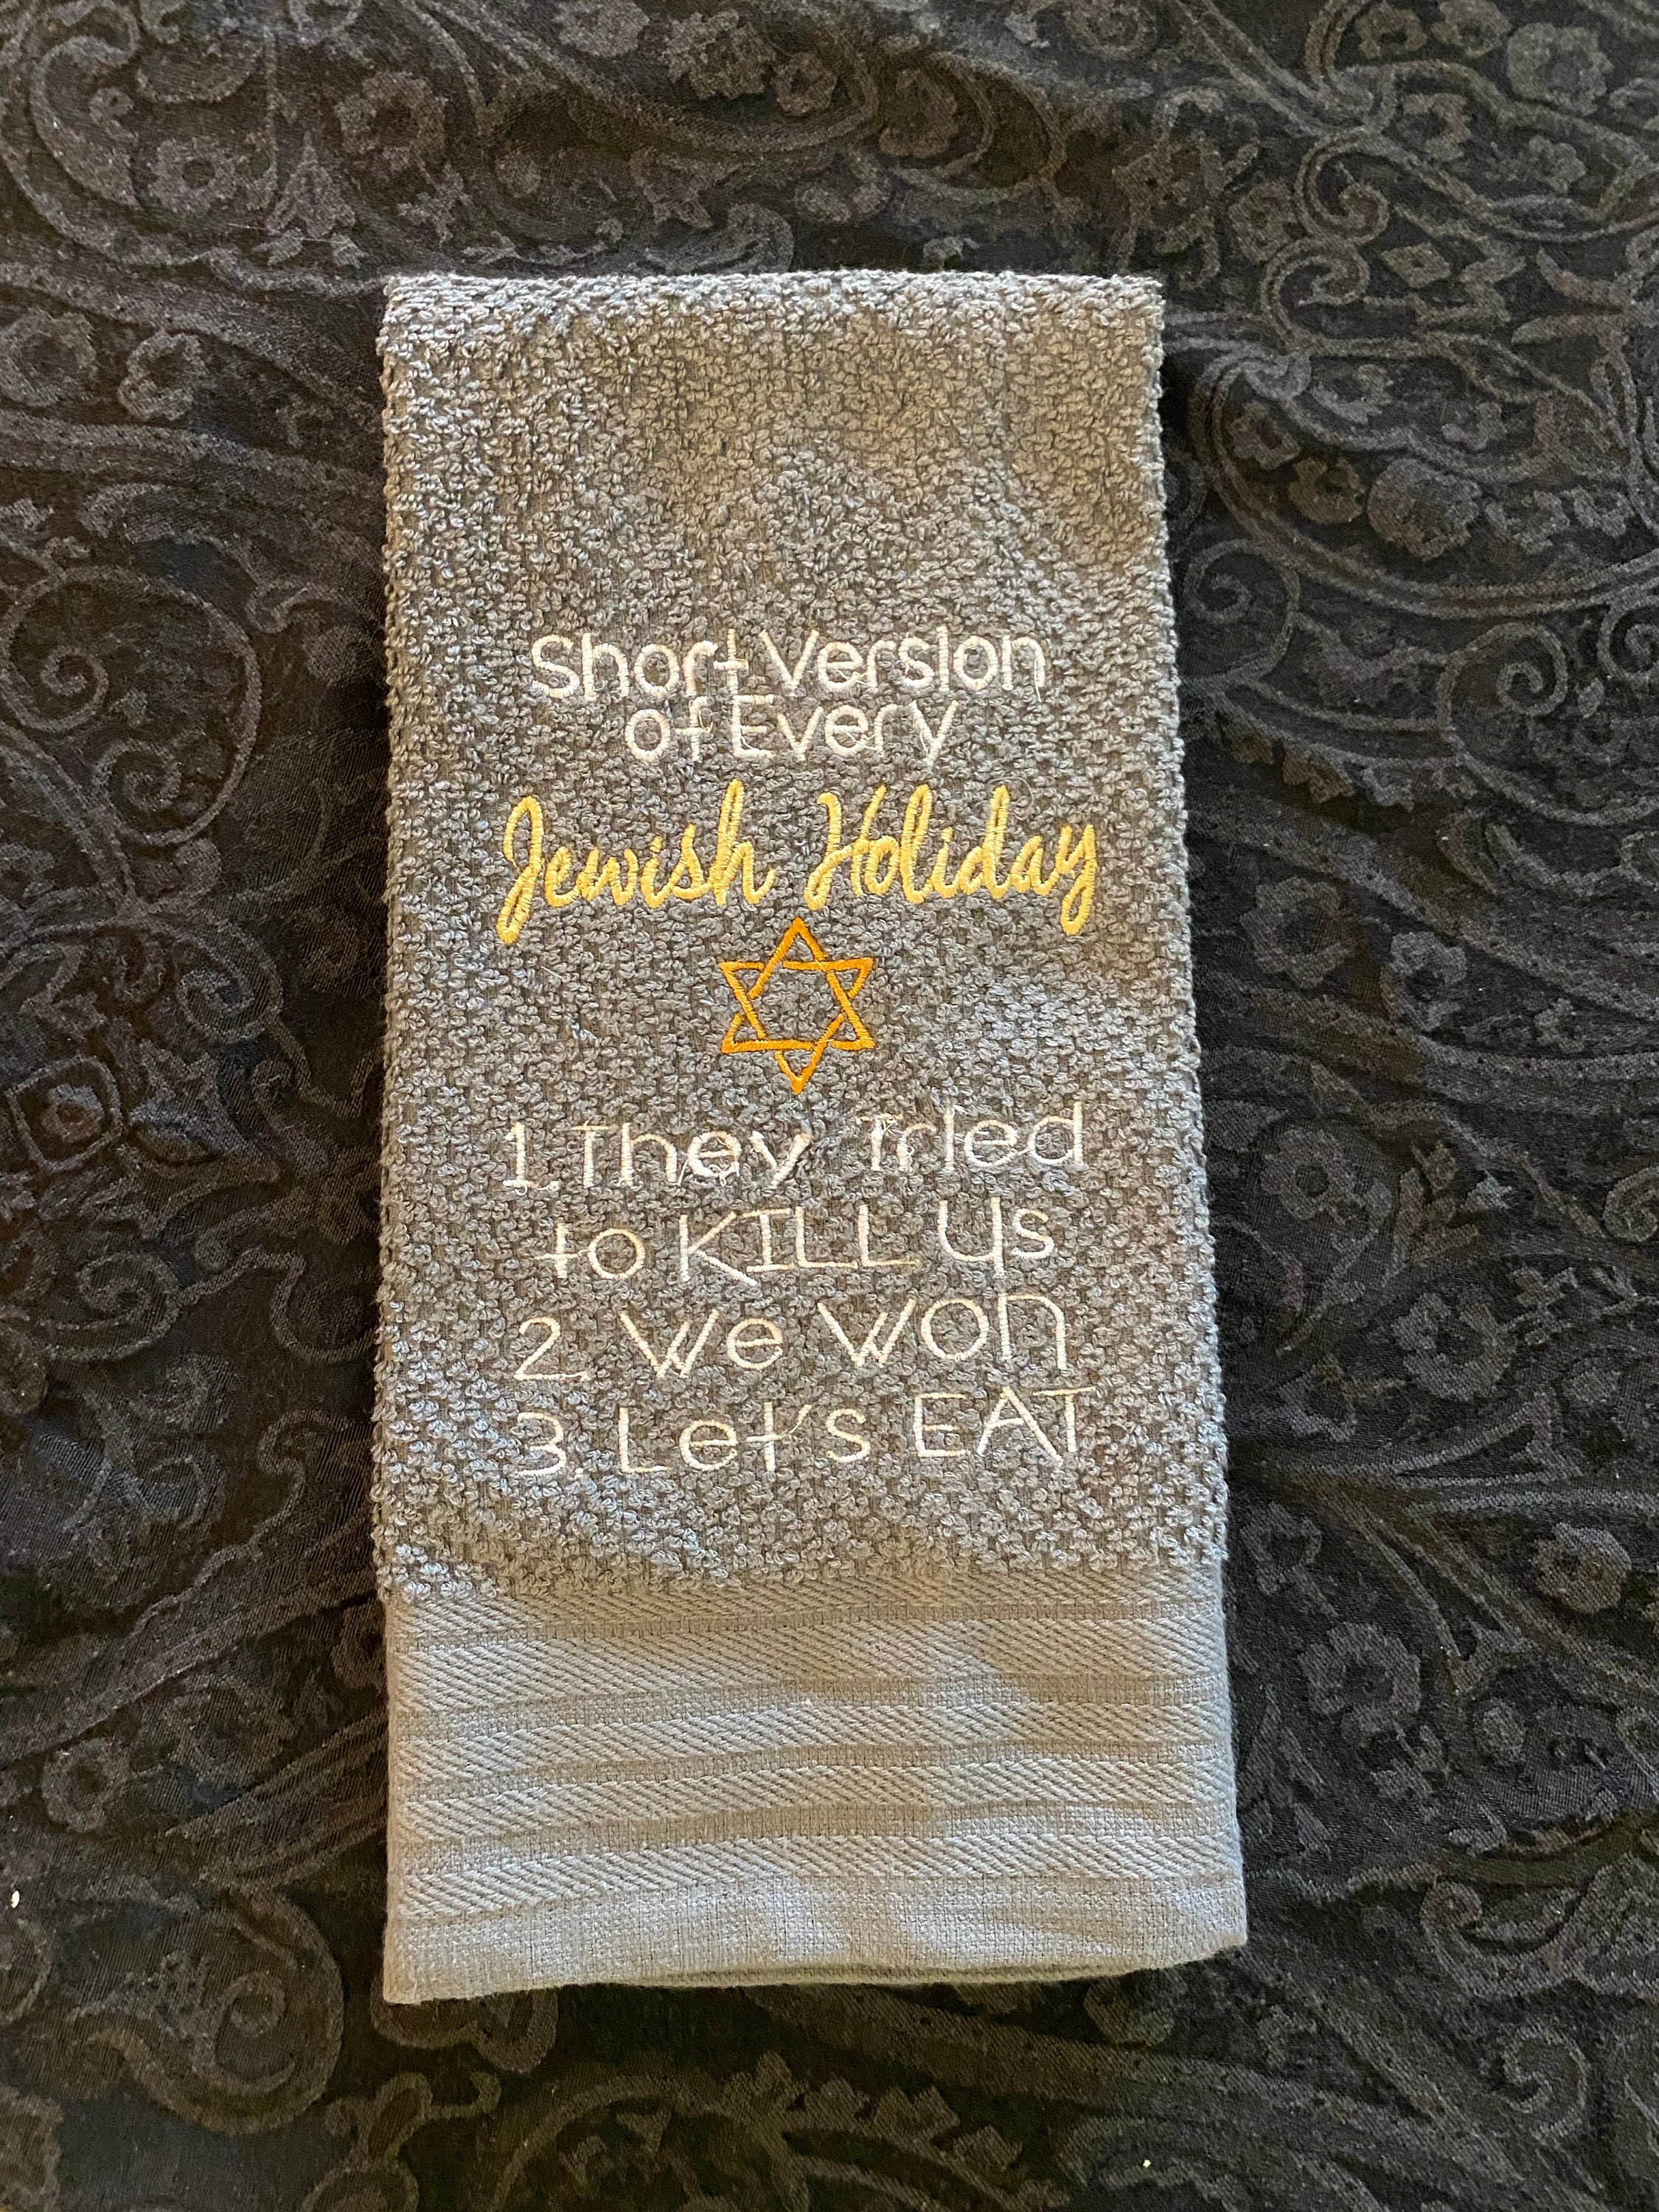 Short Version
of Every
Jewish Holiday
1. They Tried
to KILL Us
2. We Won
3. Let's EAT